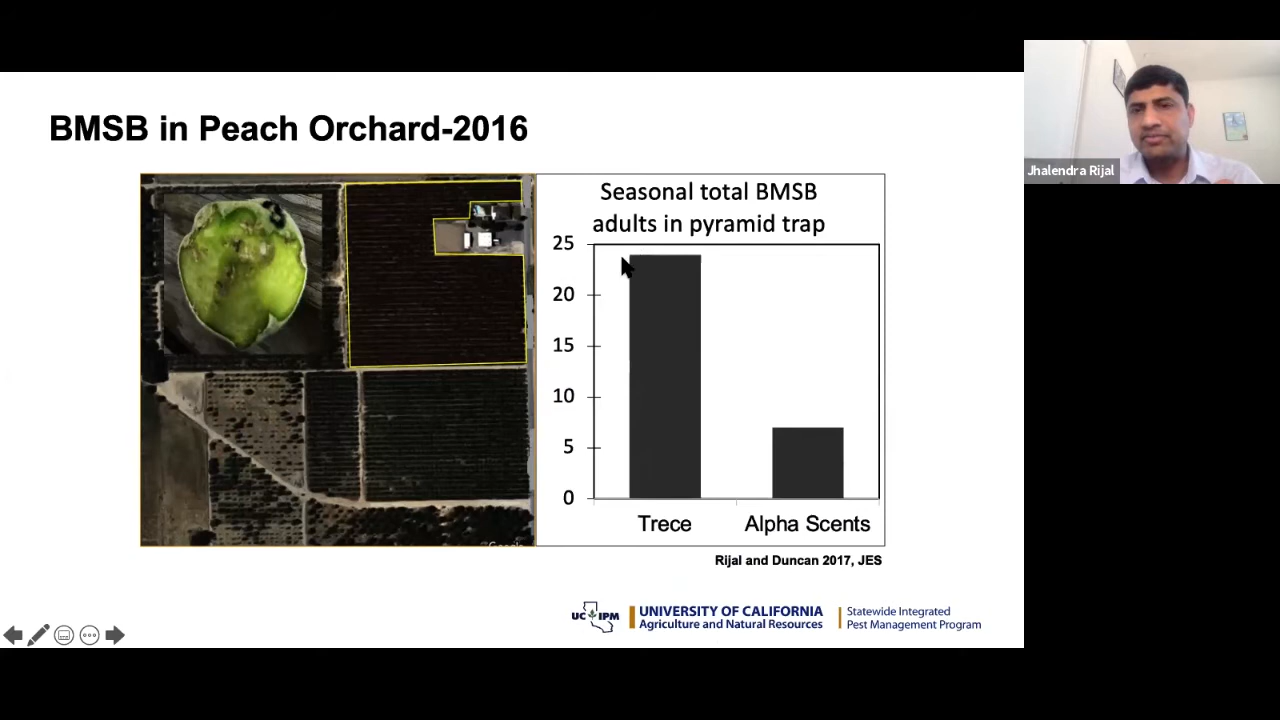 BMSB in Peach Orchard-2016
Jhalendra Rijal
Seasonal total BMSB
adults in pyramid trap
25
20
15
10
5
0
Trece
Alpha Scents
Google
Rijal and Duncan 2017, JES
UC IPM
UNIVERSITY OF CALIFORNIA
Agriculture and Natural Resources
Statewide Integrated
Pest Management Program